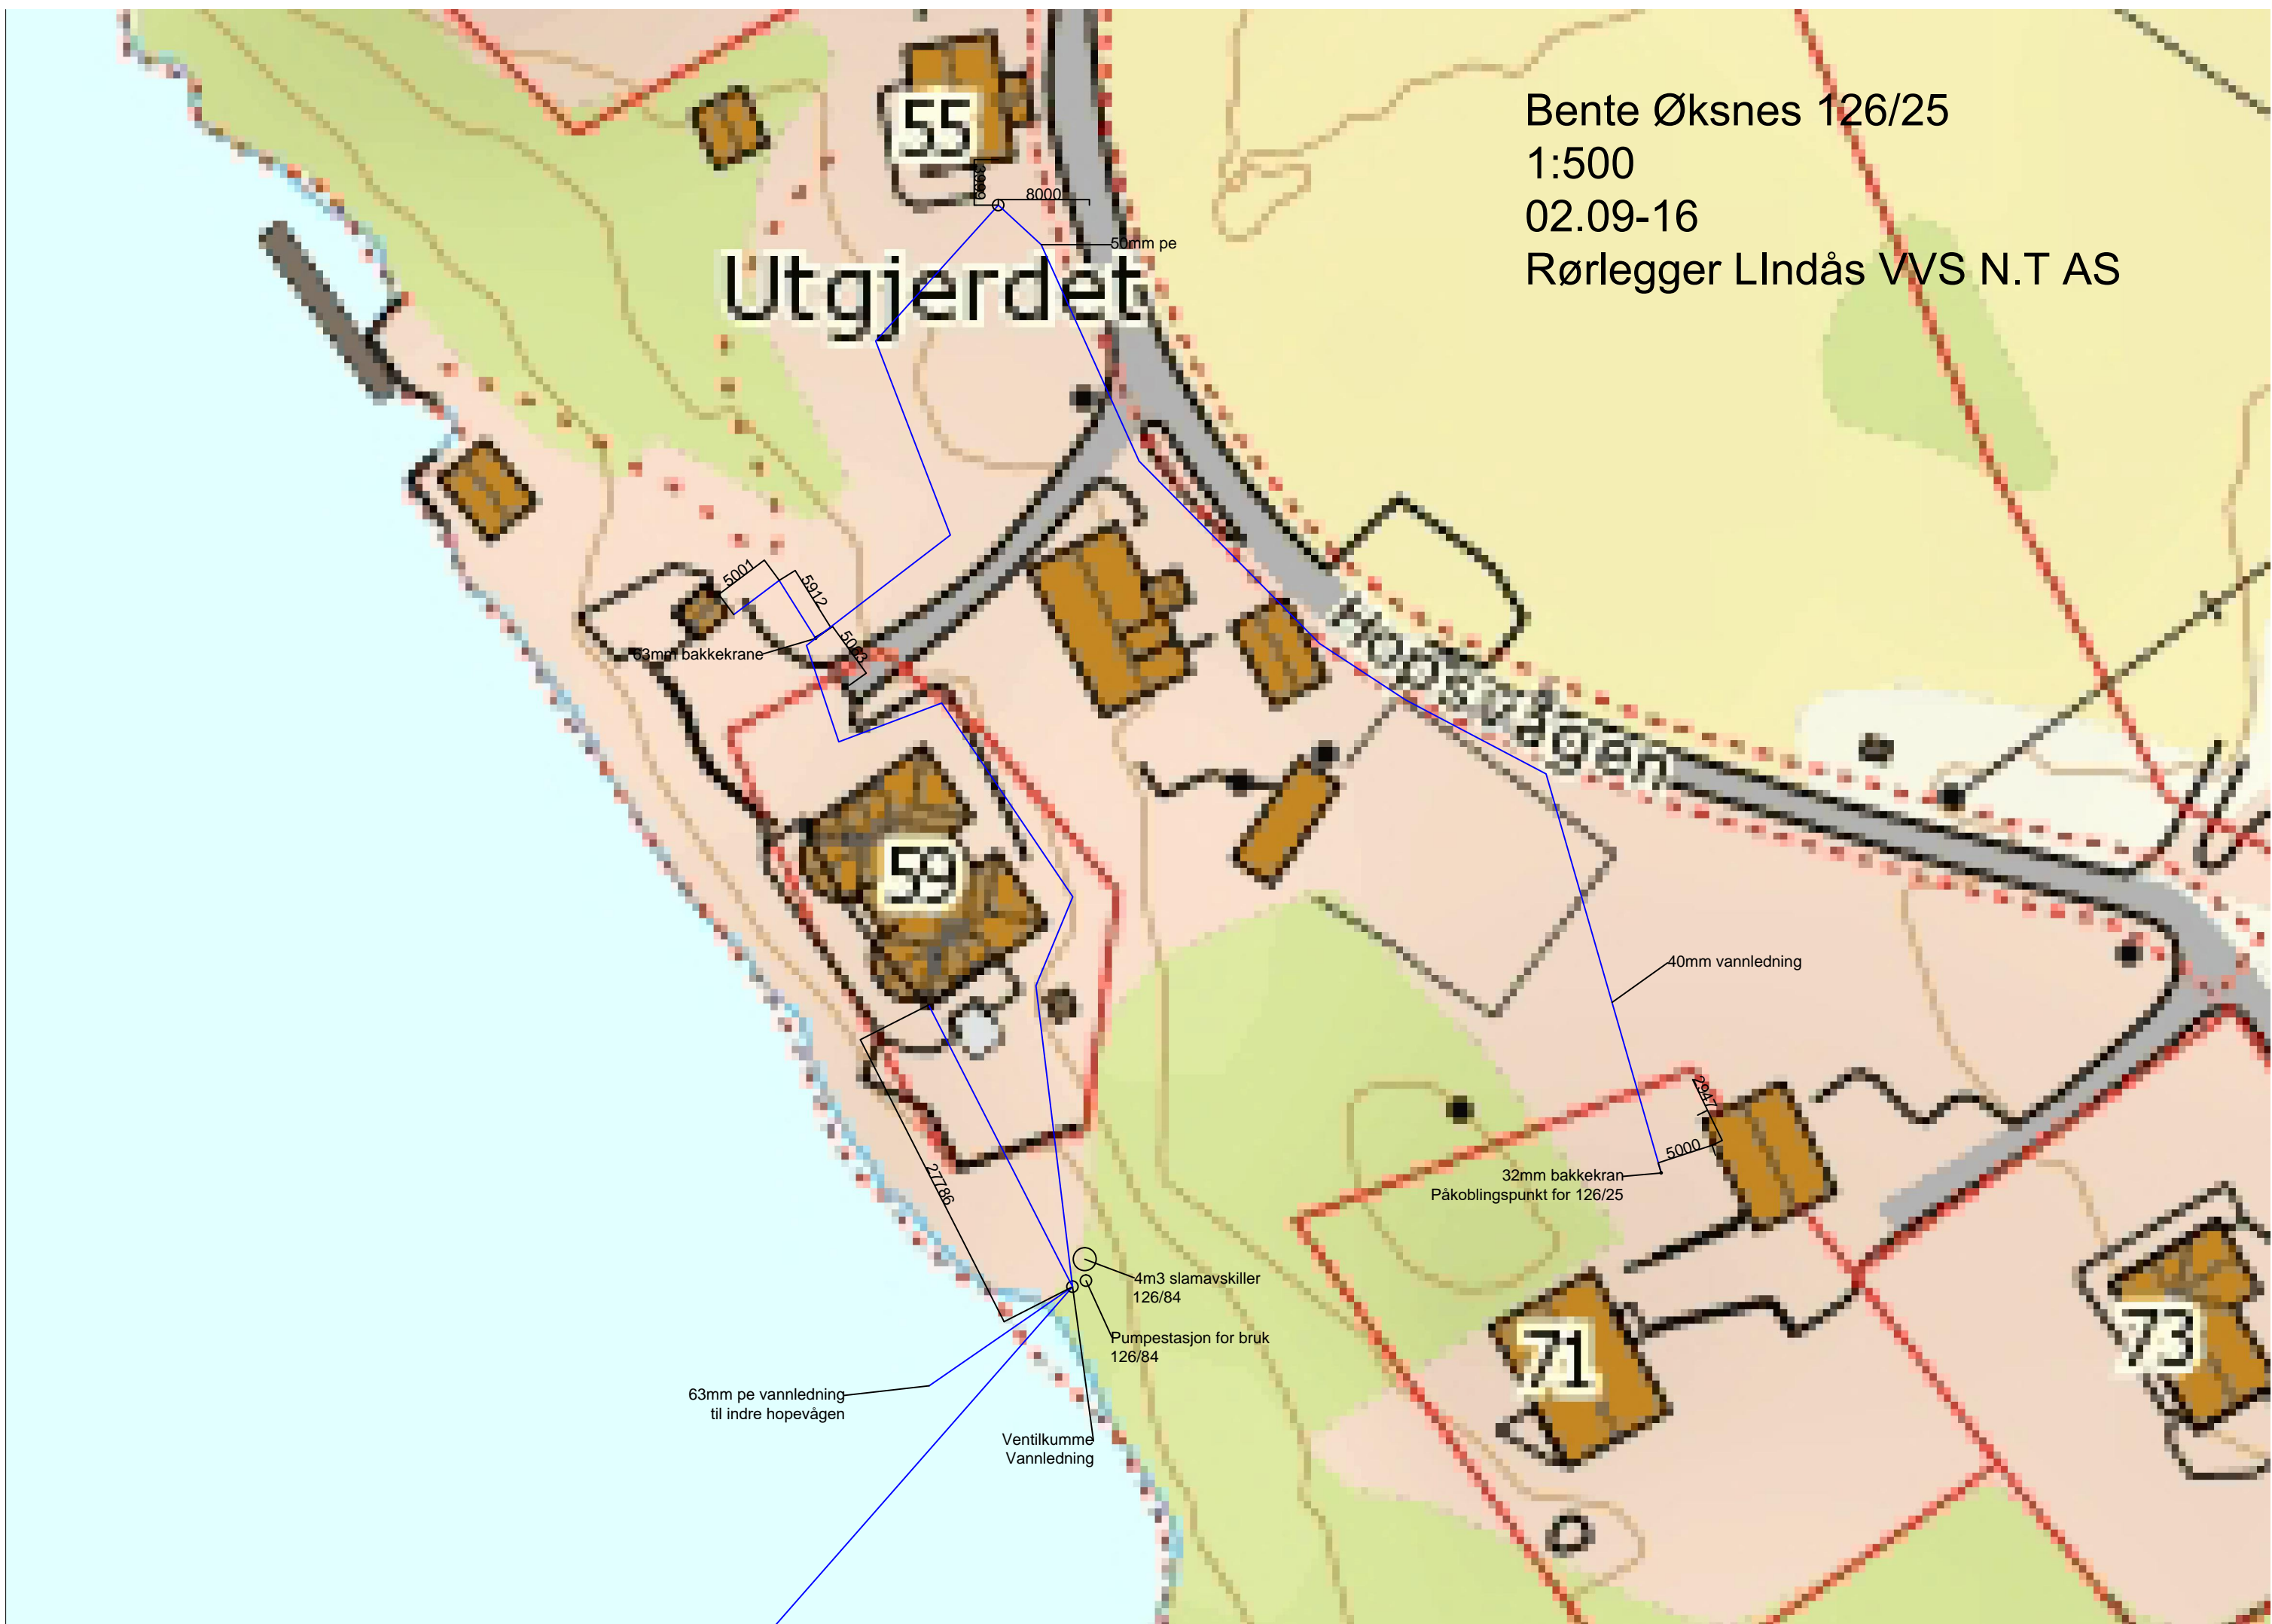 Bente Øksnes 126/25
1:500
02.09-16
Rørlegger LIndås VVS N.T AS
55
8000
50mm pe
Utgjerdet
5001
5912
5063
63mm bakkekrane
Hopsvågen
59
40mm vannledning
2947
5000
32mm bakkekran
Påkoblingspunkt for 126/25
27786
4m3 slamavskiller
126/84
Pumpestasjon for bruk
126/84
71
73
63mm pe vannledning
til indre hopevågen
Ventilkumme
Vannledning